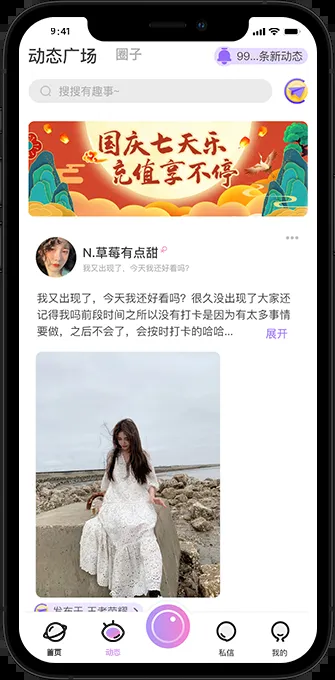 9:41
动态广场 圈子
99...条新动态
搜搜有趣事~
国庆七天乐
充值享不停
N.草莓有点甜
我又出现了、今天我还好看吗？
我又出现了，今天我还好看吗？很久没出现了大家还
记得我吗前段时间之所以没有打卡是因为有太多事情
要做，之后不会了，会按时打卡的哈哈...
展开
发布于 王者荣耀
首页 动态 私信 我的